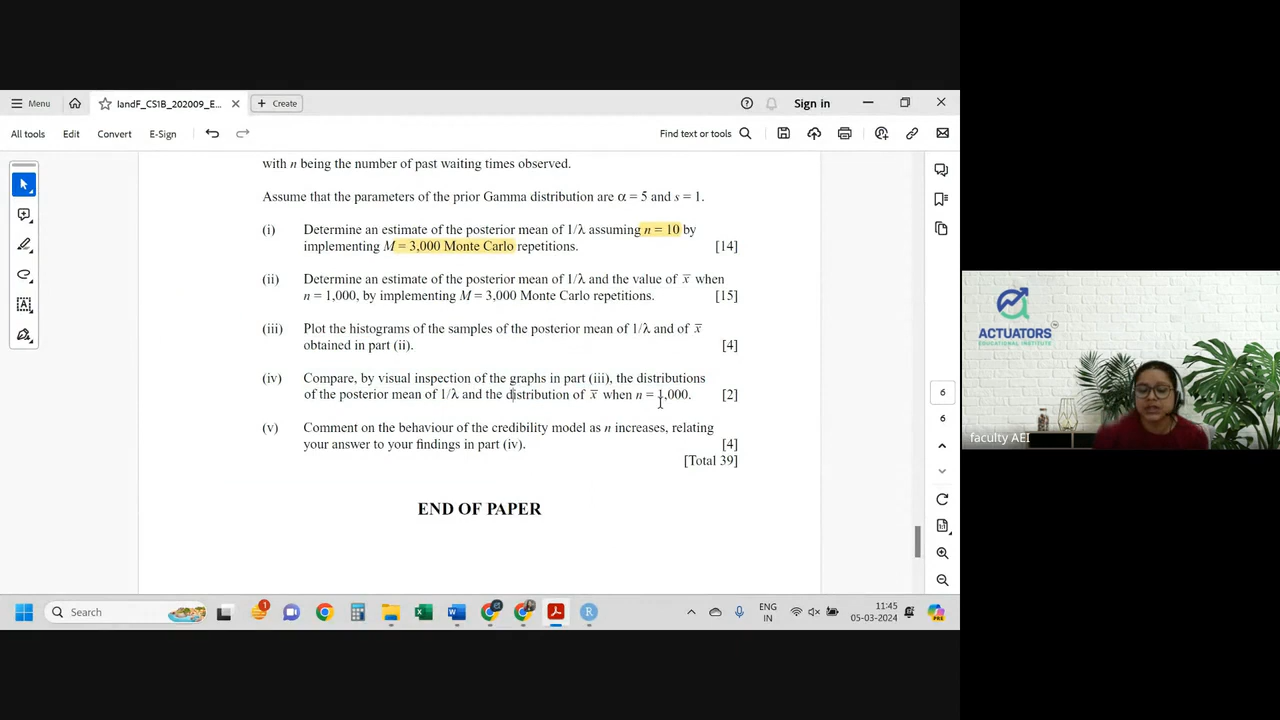 Menu
IandF_CS1B_202009_E...
Create
Sign in
All tools
Edit
Convert
E-Sign
Find text or tools
with n being the number of past waiting times observed.
Assume that the parameters of the prior Gamma distribution are α = 5 and s = 1.
(i) Determine an estimate of the posterior mean of 1/λ assuming n = 10 by
implementing M = 3,000 Monte Carlo repetitions. [14]
(ii) Determine an estimate of the posterior mean of 1/λ and the value of x̄ when
n = 1,000, by implementing M = 3,000 Monte Carlo repetitions. [15]
(iii) Plot the histograms of the samples of the posterior mean of 1/λ and of x̄
obtained in part (ii). [4]
(iv) Compare, by visual inspection of the graphs in part (iii), the distributions
of the posterior mean of 1/λ and the distribution of x̄ when n = 1,000. [2]
(v) Comment on the behaviour of the credibility model as n increases, relating
your answer to your findings in part (iv). [4]
[Total 39]
END OF PAPER
6
6
ACTUATORS
EDUCATIONAL INSTITUTE
faculty AEI
Search
1
ENG
IN
11:45
05-03-2024